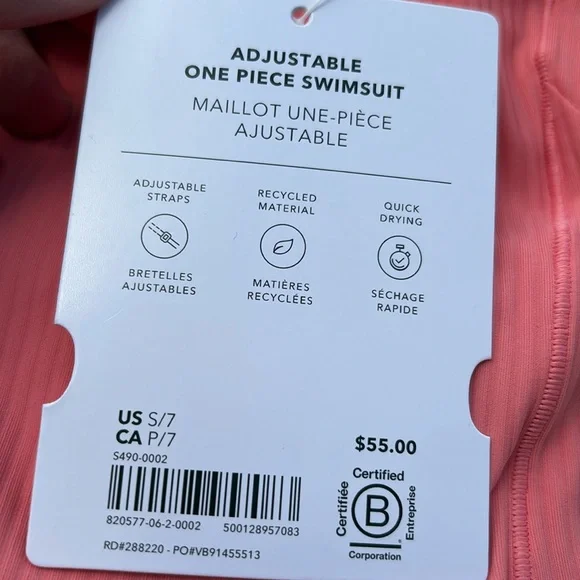 ADJUSTABLE
ONE PIECE SWIMSUIT
MAILLOT UNE-PIÈCE
AJUSTABLE
ADJUSTABLE
STRAPS
BRETELLES
AJUSTABLES
RECYCLED
MATERIAL
MATIÈRES
RECYCLÉES
QUICK
DRYING
SÉCHAGE
RAPIDE
US S/7
CA P/7
S490-0002
820577-06-2-0002 500128957083
RD#288220 - PO#VB91455513
$55.00
Certified
Certifiée
B
Entreprise
Corporation